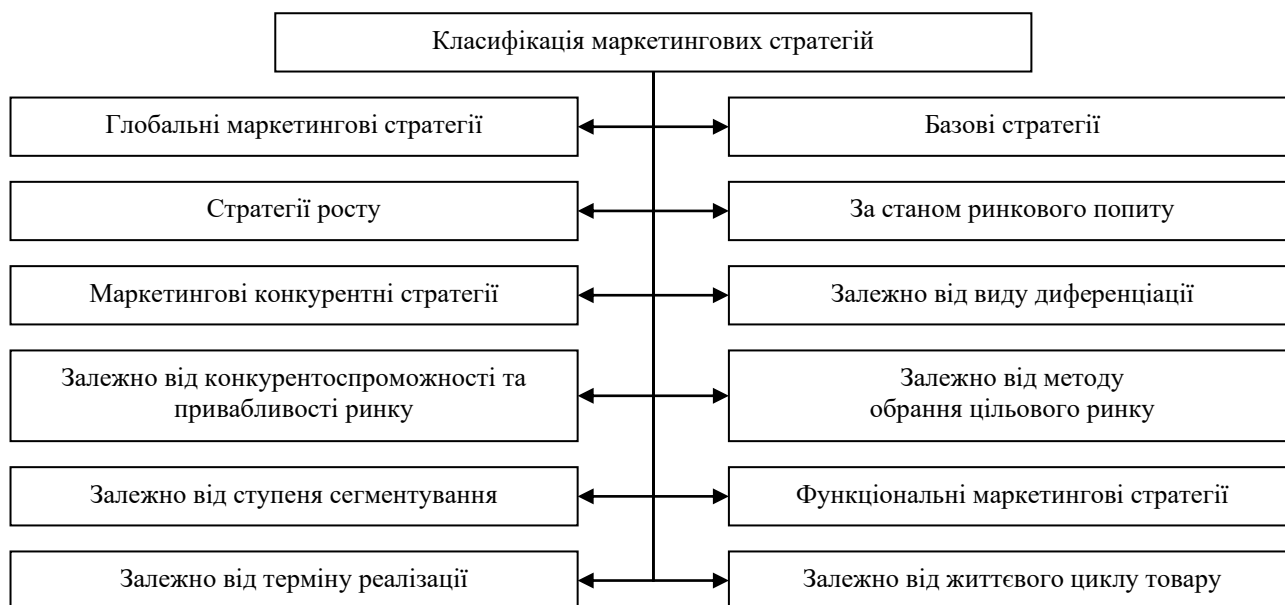 Класифікація маркетингових стратегій
Глобальні маркетингові стратегії
Базові стратегії
Стратегії росту
За станом ринкового попиту
Маркетингові конкурентні стратегії
Залежно від виду диференціації
Залежно від конкурентоспроможності та
привабливості ринку
Залежно від методу
обрання цільового ринку
Залежно від ступеня сегментування
Функціональні маркетингові стратегії
Залежно від терміну реалізації
Залежно від життєвого циклу товару